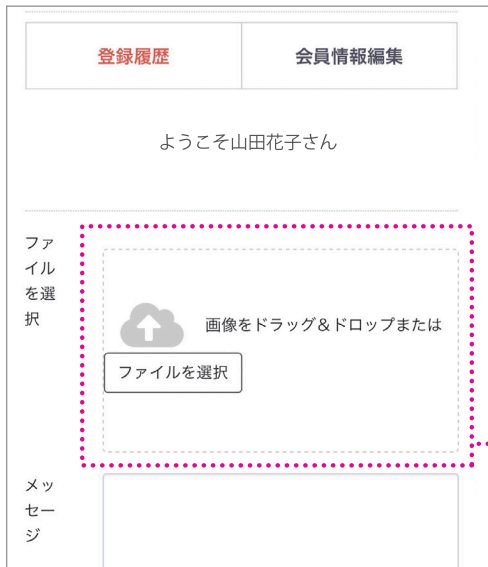 登録履歴 会員情報編集
ようこそ山田花子さん
ファ
イル
を選
択
画像をドラッグ＆ドロップまたは
ファイルを選択
メッ
セー
ジ